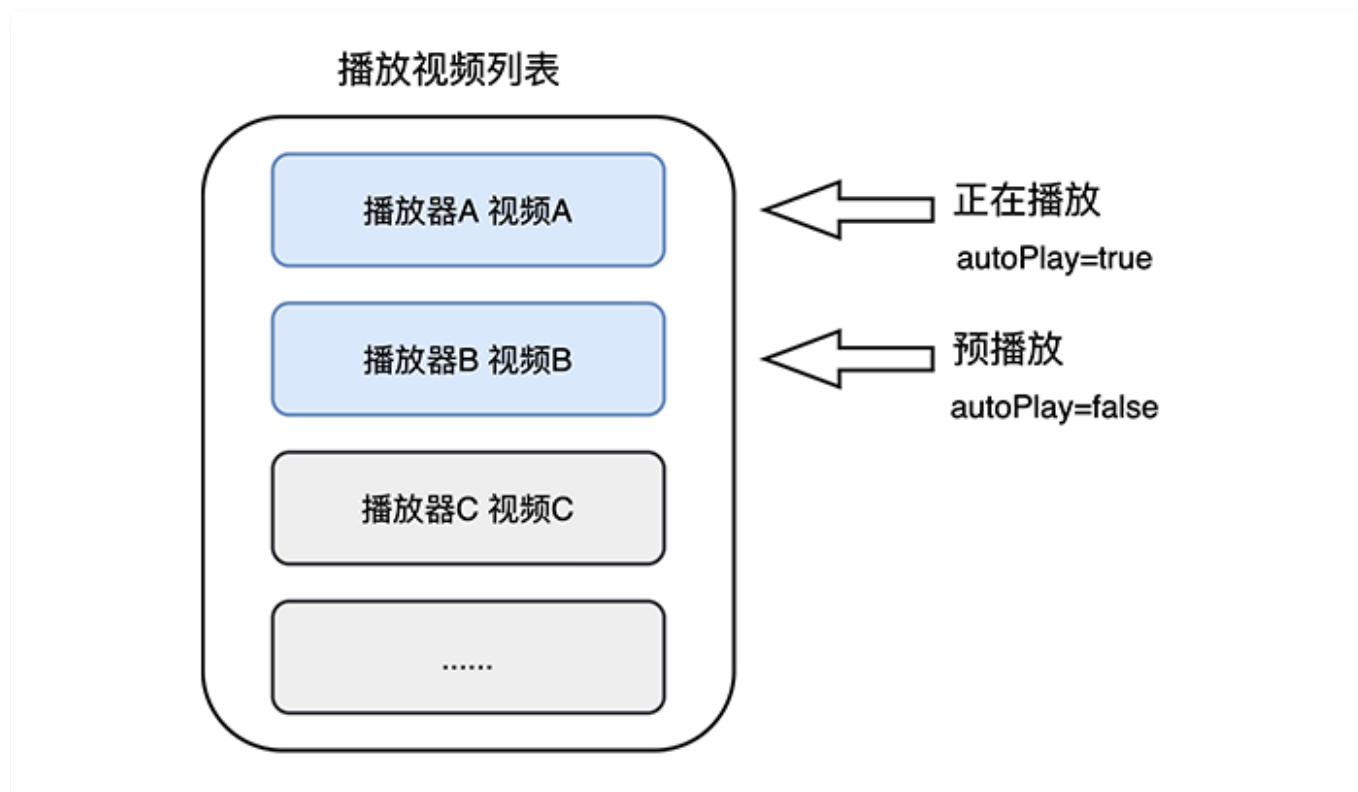 播放视频列表
播放器A 视频A
正在播放
autoPlay=true
播放器B 视频B
预播放
autoPlay=false
播放器C 视频C
......